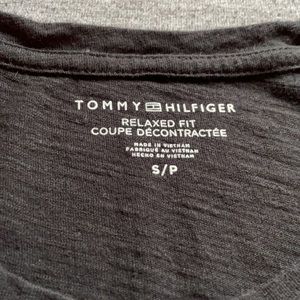 TOMMY HILFIGER
RELAXED FIT
COUPE DÉCONTRACTÉE
MADE IN VIETNAM
FABRIQUÉ AU VIETNAM
HECHO EN VIETNAM
S/P